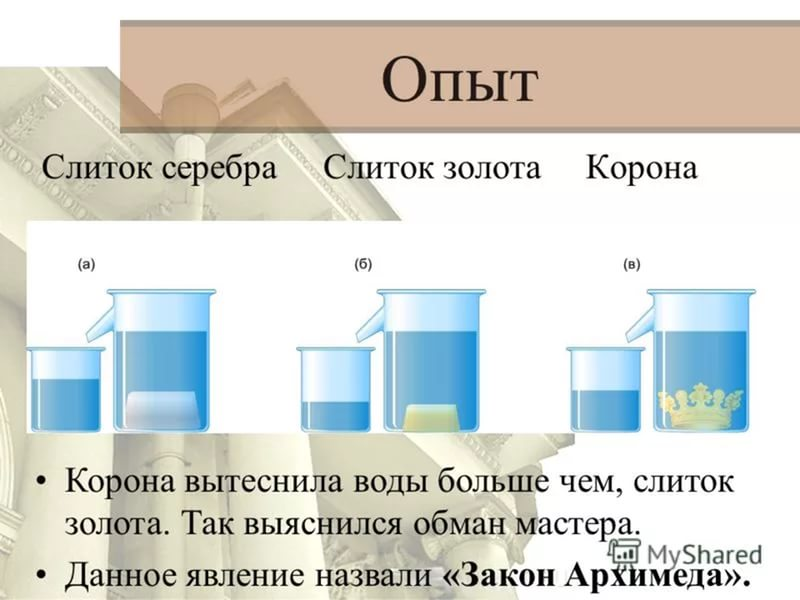 Опыт
Слиток серебра Слиток золота Корона
(а) (б) (в)
• Корона вытеснила воды больше чем, слиток
золота. Так выяснился обман мастера.
• Данное явление назвали «Закон Архимеда».
MyShared